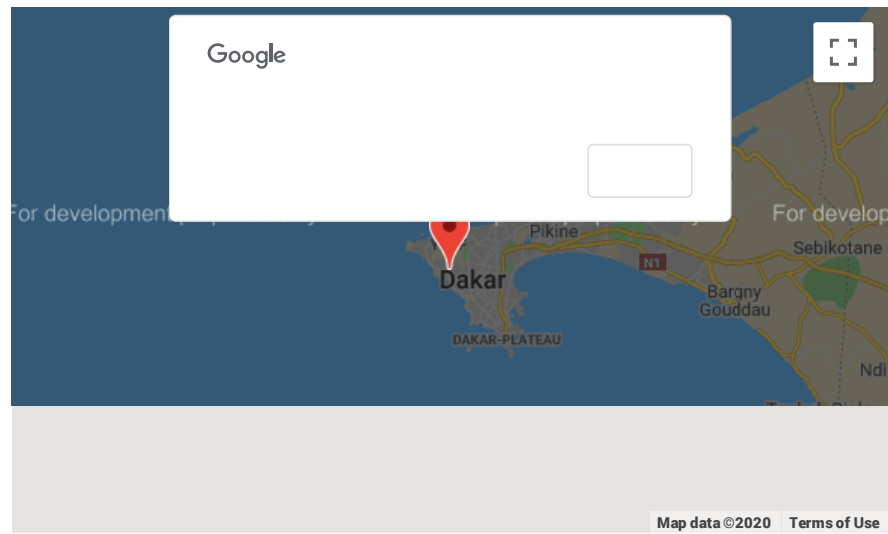 Google
For development
For develop
Pikine
Sebikotane
N1
Dakar
Bargny
Gouddau
DAKAR-PLATEAU
Ndi
Map data ©2020
Terms of Use